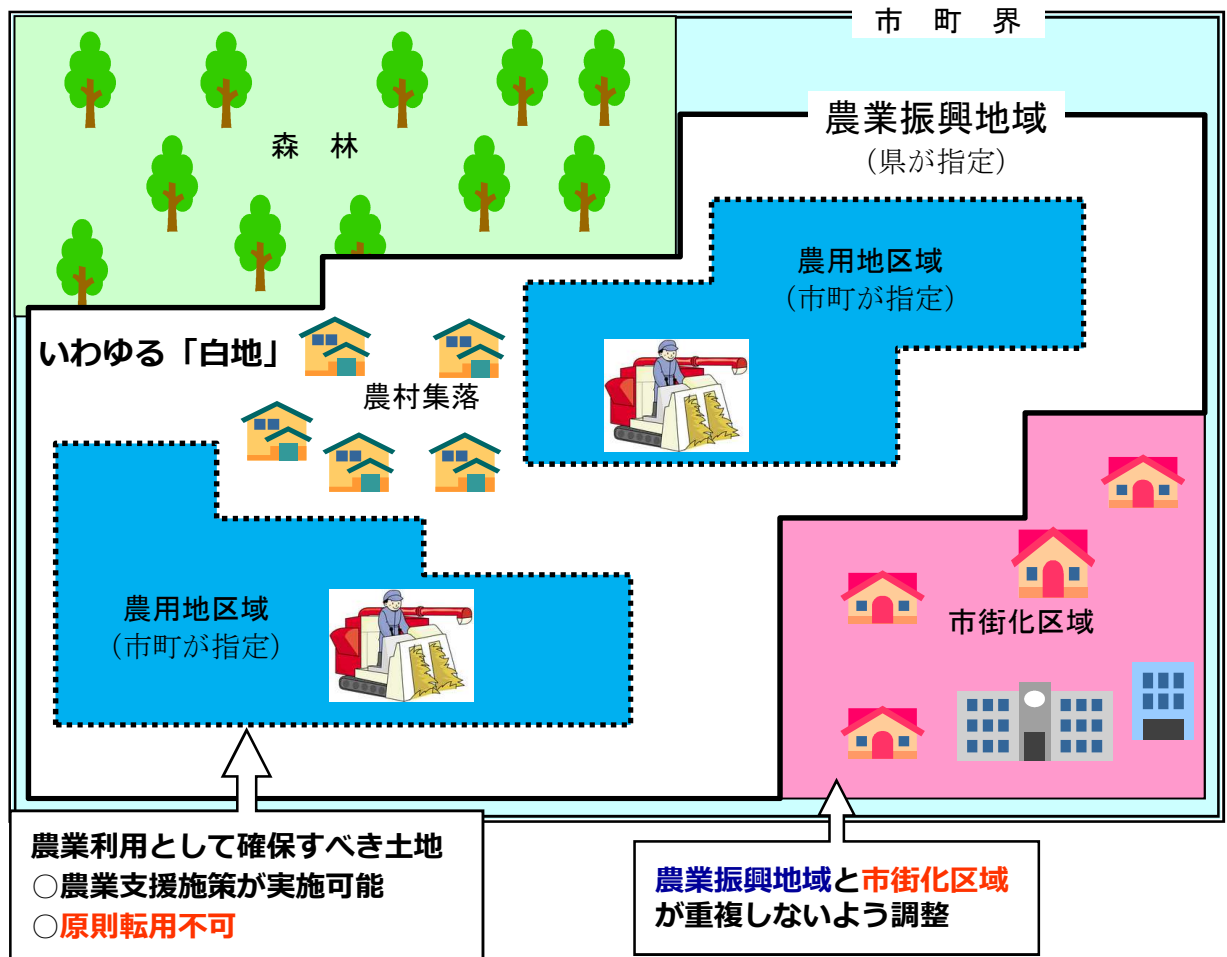 市　町　界
農業振興地域
(県が指定)
森　林
農用地区域
(市町が指定)
いわゆる「白地」
農村集落
農用地区域
(市町が指定)
市街化区域
農業利用として確保すべき土地
○農業支援施策が実施可能
○原則転用不可
農業振興地域と市街化区域
が重複しないよう調整